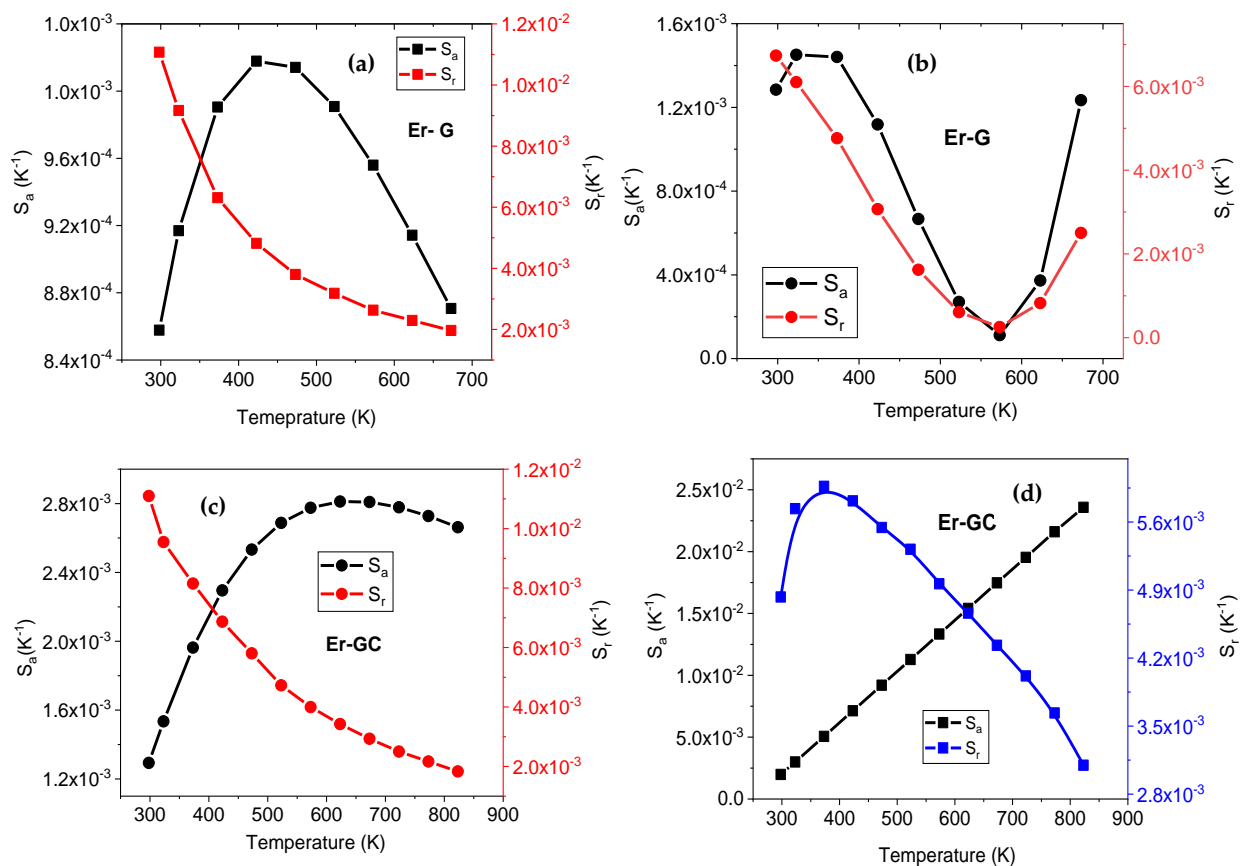 1.0x10⁻³
1.0x10⁻³
9.6x10⁻⁴
9.2x10⁻⁴
8.8x10⁻⁴
8.4x10⁻⁴
Sₐ (K⁻¹)
(a)
Sₐ
Sᵣ
Er- G
1.2x10⁻²
1.0x10⁻²
8.0x10⁻³
6.0x10⁻³
4.0x10⁻³
2.0x10⁻³
Sᵣ(K⁻¹)
300 400 500 600 700
Temeprature (K)
1.6x10⁻³
1.2x10⁻³
8.0x10⁻⁴
4.0x10⁻⁴
0.0
Sₐ(K⁻¹)
(b)
Er-G
Sₐ
Sᵣ
6.0x10⁻³
4.0x10⁻³
2.0x10⁻³
0.0
Sᵣ (K⁻¹)
300 400 500 600 700
Temperature (K)
2.8x10⁻³
2.4x10⁻³
2.0x10⁻³
1.6x10⁻³
1.2x10⁻³
Sₐ(K⁻¹)
(c)
Sₐ
Sᵣ
Er-GC
1.2x10⁻²
1.0x10⁻²
8.0x10⁻³
6.0x10⁻³
4.0x10⁻³
2.0x10⁻³
Sᵣ (K⁻¹)
300 400 500 600 700 800 900
Temperature (K)
2.5x10⁻²
2.0x10⁻²
1.5x10⁻²
1.0x10⁻²
5.0x10⁻³
0.0
Sₐ (K⁻¹)
(d)
Er-GC
Sₐ
Sᵣ
5.6x10⁻³
4.9x10⁻³
4.2x10⁻³
3.5x10⁻³
2.8x10⁻³
Sᵣ (K⁻¹)
300 400 500 600 700 800 900
Temperature (K)